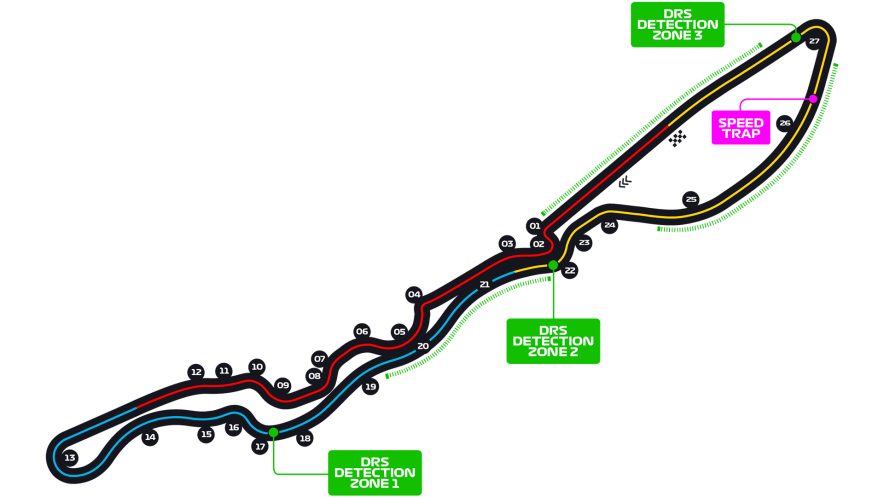 DRS
DETECTION
ZONE 3
27
SPEED
TRAP
26
25
01
24
03
02
23
22
21
04
DRS
DETECTION
ZONE 2
06
05
20
07
12
11
10
08
09
19
14
15
16
18
17
13
DRS
DETECTION
ZONE 1